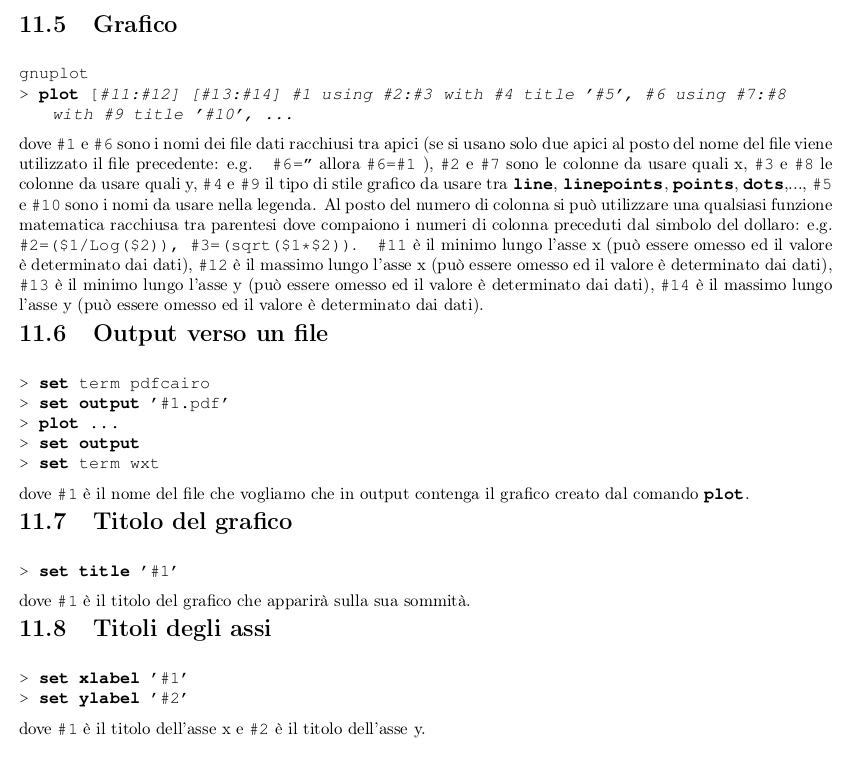 11.5 Grafico
gnuplot
> plot [#11:#12] [#13:#14] #1 using #2:#3 with #4 title '#5', #6 using #7:#8
with #9 title '#10', ...
dove #1 e #6 sono i nomi dei file dati racchiusi tra apici (se si usano solo due apici al posto del nome del file viene
utilizzato il file precedente: e.g. #6='' allora #6=#1 ), #2 e #7 sono le colonne da usare quali x, #3 e #8 le
colonne da usare quali y, #4 e #9 il tipo di stile grafico da usare tra line, linepoints, points, dots,..., #5
e #10 sono i nomi da usare nella legenda. Al posto del numero di colonna si può utilizzare una qualsiasi funzione
matematica racchiusa tra parentesi dove compaiono i numeri di colonna preceduti dal simbolo del dollaro: e.g.
#2=($1/Log($2)), #3=(sqrt($1*$2)). #11 è il minimo lungo l'asse x (può essere omesso ed il valore
è determinato dai dati), #12 è il massimo lungo l'asse x (può essere omesso ed il valore è determinato dai dati),
#13 è il minimo lungo l'asse y (può essere omesso ed il valore è determinato dai dati), #14 è il massimo lungo
l'asse y (può essere omesso ed il valore è determinato dai dati).
11.6 Output verso un file
> set term pdfcairo
> set output '#1.pdf'
> plot ...
> set output
> set term wxt
dove #1 è il nome del file che vogliamo che in output contenga il grafico creato dal comando plot.
11.7 Titolo del grafico
> set title '#1'
dove #1 è il titolo del grafico che apparirà sulla sua sommità.
11.8 Titoli degli assi
> set xlabel '#1'
> set ylabel '#2'
dove #1 è il titolo dell'asse x e #2 è il titolo dell'asse y.